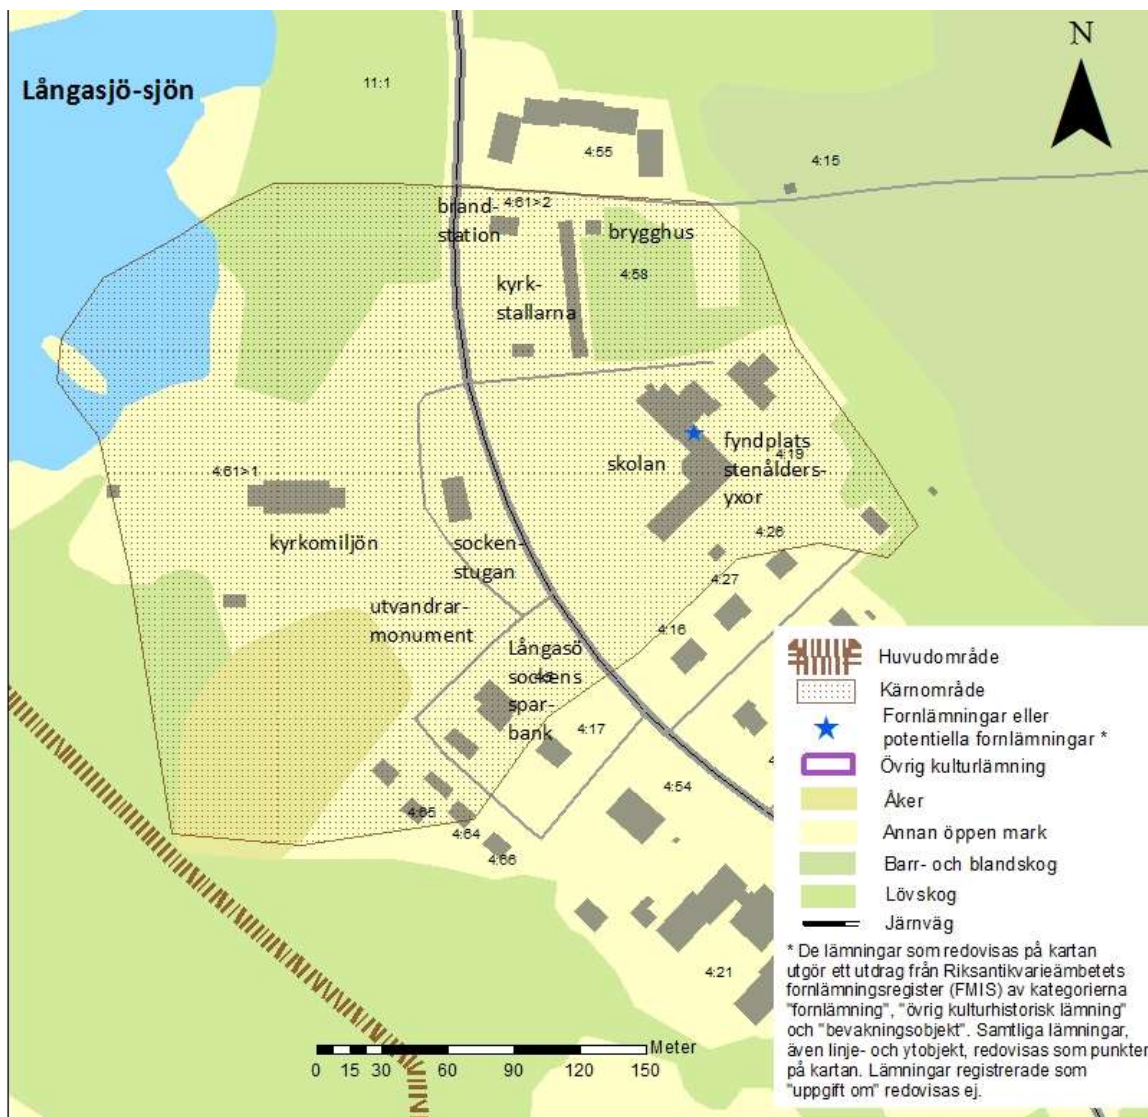 N
Långasjö-sjön
11:1
4:55
4:15
brand-
station
4:61>2
brygghus
4:58
kyrk-
stallarna
skolan
fyndplats
stenålders-
yxor
4:19
4:61>1
kyrkomiljön
socken-
stugan
4:26
4:27
utvandrar-
monument
4:16
Långasö
sockens
spar-
bank
4:17
4:54
4:65
4:64
4:66
4:21
Huvudområde
Kärnområde
Fornlämningar eller
potentiella fornlämningar *
Övrig kulturlämning
Åker
Annan öppen mark
Barr- och blandskog
Lövskog
Järnväg
* De lämningar som redovisas på kartan
utgör ett utdrag från Riksantikvarieämbetets
fornlämningsregister (FMIS) av kategorierna
"fornlämning", "övrig kulturhistorisk lämning"
och "bevakningsobjekt". Samtliga lämningar,
även linje- och ytobjekt, redovisas som punkter
på kartan. Lämningar registrerade som
"uppgift om" redovisas ej.
Meter
0 15 30 60 90 120 150